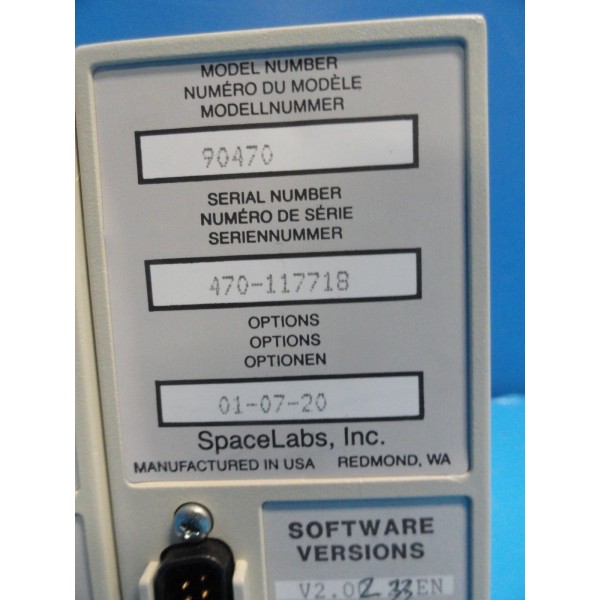 MODEL NUMBER
NUMÉRO DU MODÈLE
MODELLNUMMER
90470
SERIAL NUMBER
NUMÉRO DE SÉRIE
SERIENNUMMER
470-117718
OPTIONS
OPTIONS
OPTIONEN
01-07-20
SpaceLabs, Inc.
MANUFACTURED IN USA REDMOND, WA
SOFTWARE
VERSIONS